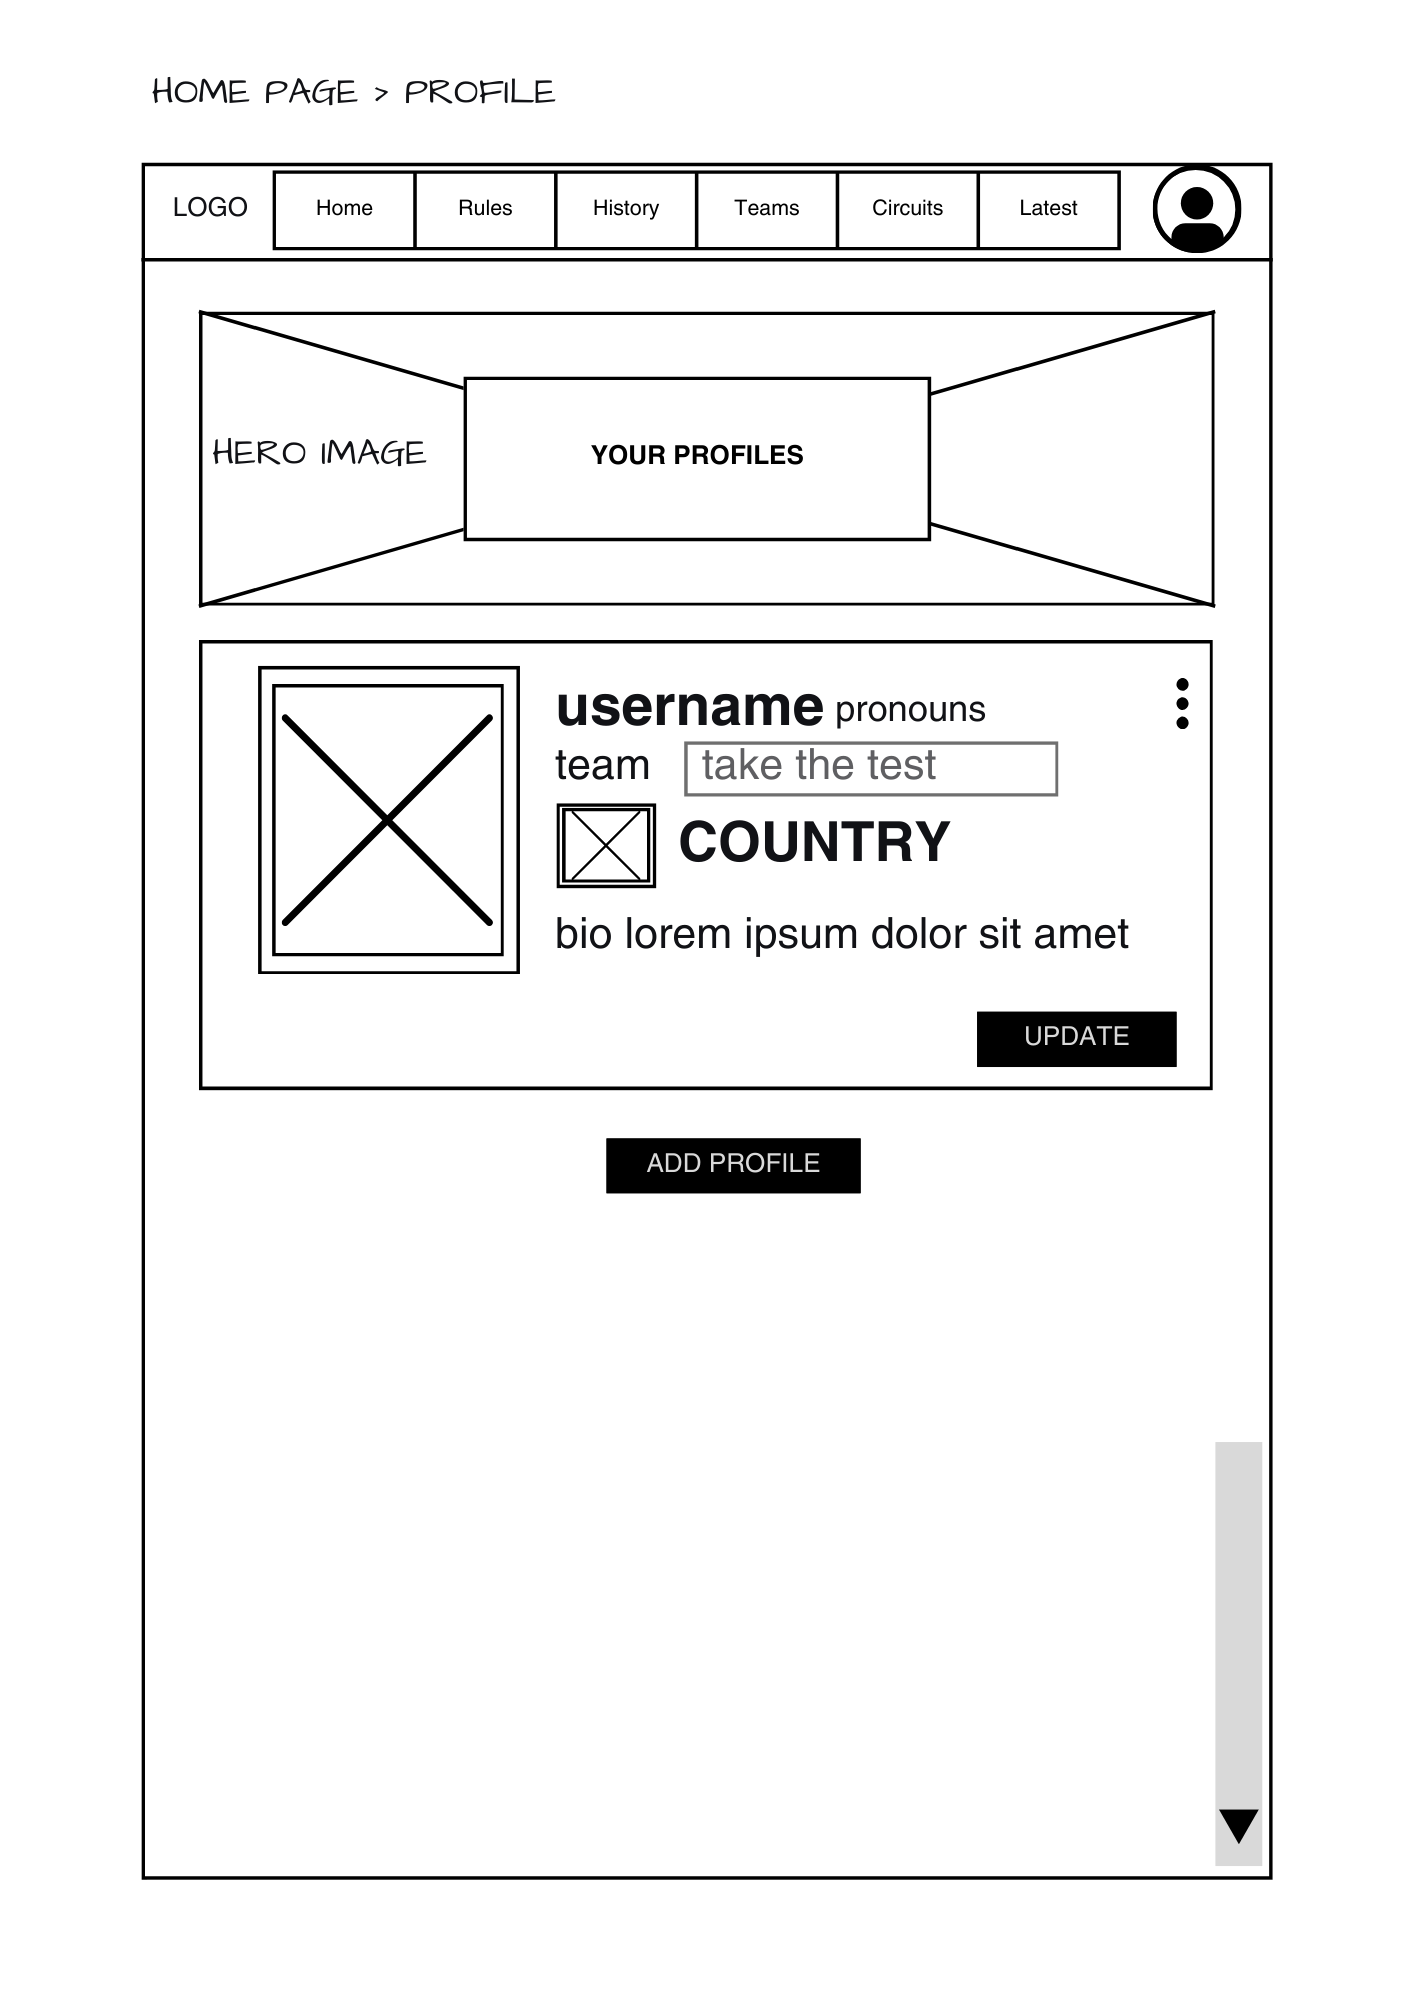 HOME PAGE > PROFILE
LOGO Home Rules History Teams Circuits Latest
HERO IMAGE
YOUR PROFILES
username pronouns
team take the test
COUNTRY
bio lorem ipsum dolor sit amet
UPDATE
ADD PROFILE